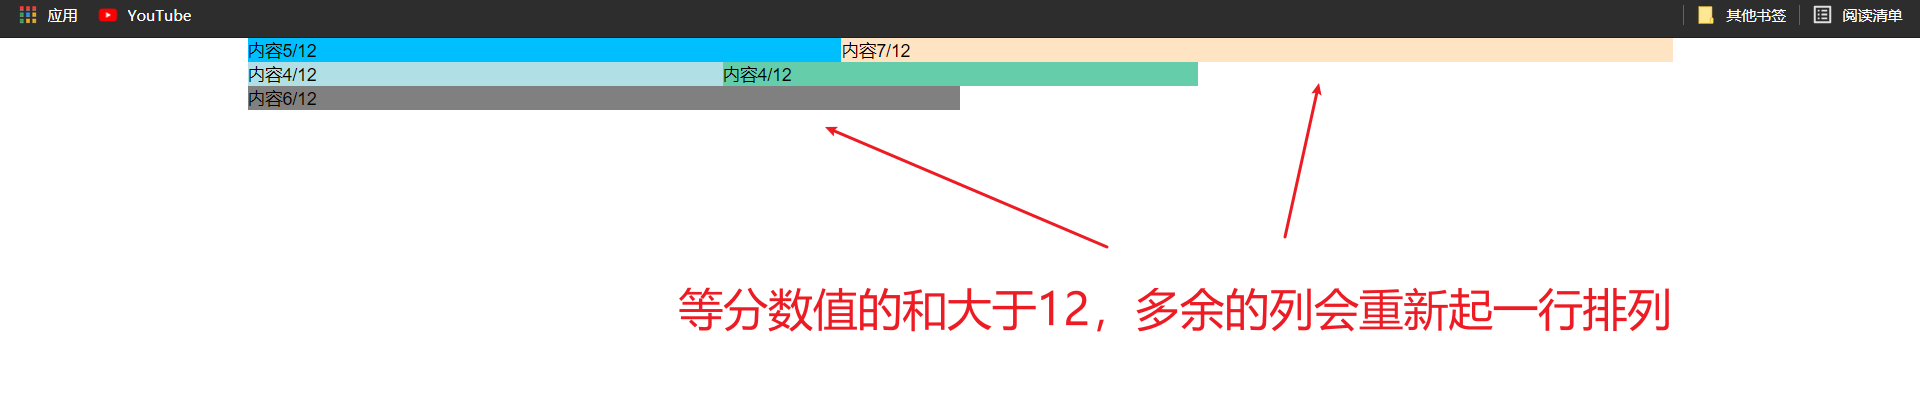 应用 YouTube 其他书签 阅读清单
内容5/12 内容7/12
内容4/12 内容4/12
内容6/12
等分数值的和大于12，多余的列会重新起一行排列